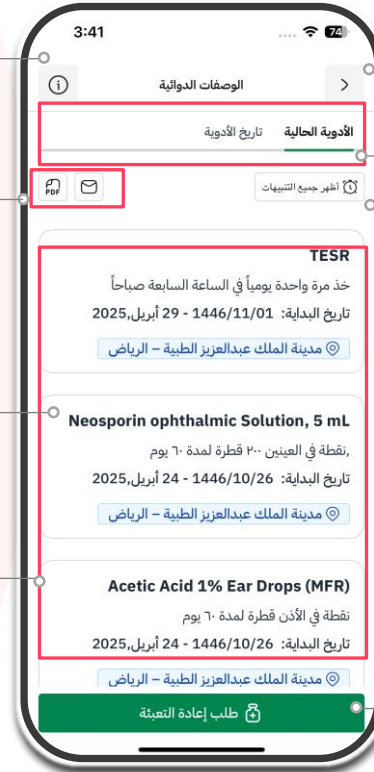 3:41
74
الوصفات الدوائية
الأدوية الحالية
تاريخ الأدوية
أظهر جميع التنبيهات
PDF
TESR
خذ مرة واحدة يومياً في الساعة السابعة صباحاً
تاريخ البداية: 1446/11/01 - 29 أبريل,2025
مدينة الملك عبدالعزيز الطبية – الرياض
Neosporin ophthalmic Solution, 5 mL
,نقطة في العينين ٢٠٠ قطرة لمدة ٦٠ يوم
تاريخ البداية: 1446/10/26 - 24 أبريل,2025
مدينة الملك عبدالعزيز الطبية – الرياض
Acetic Acid 1% Ear Drops (MFR)
نقطة في الأذن قطرة لمدة ٦٠ يوم
تاريخ البداية: 1446/10/26 - 24 أبريل,2025
مدينة الملك عبدالعزيز الطبية – الرياض
طلب إعادة التعبئة